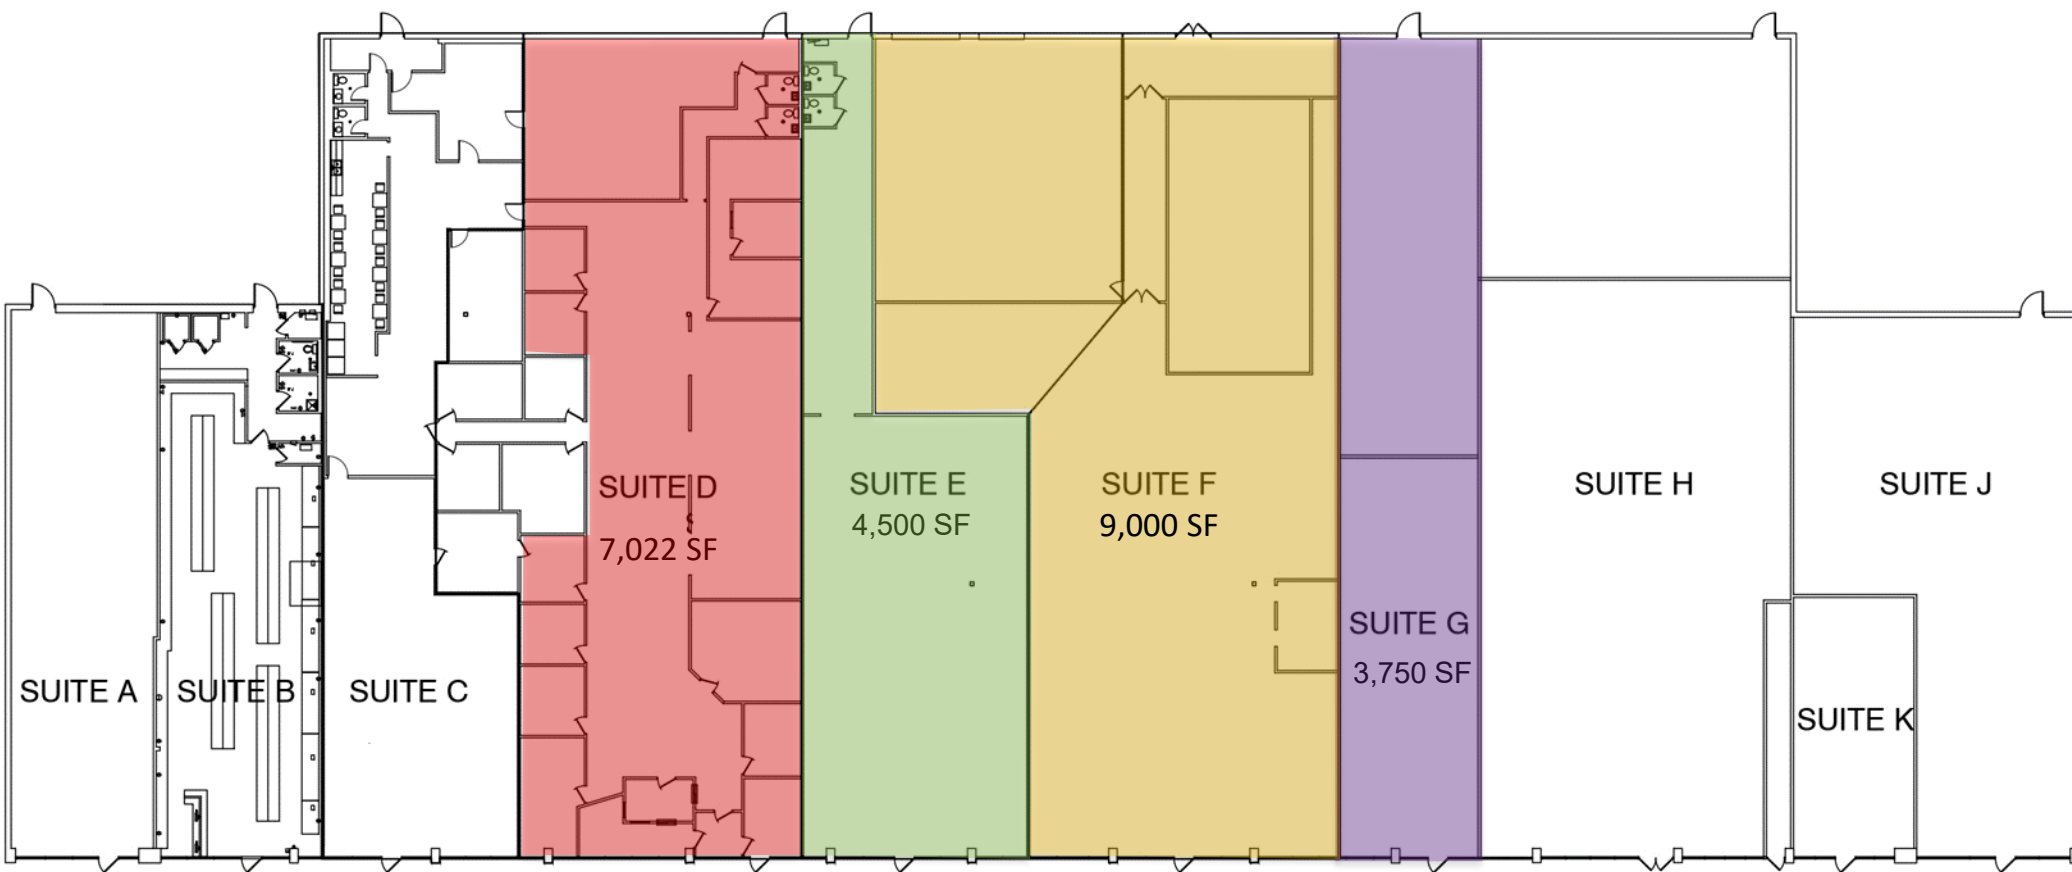 SUITE A
SUITE B
SUITE C
SUITE D
7,022 SF
SUITE E
4,500 SF
SUITE F
9,000 SF
SUITE G
3,750 SF
SUITE H
SUITE J
SUITE K